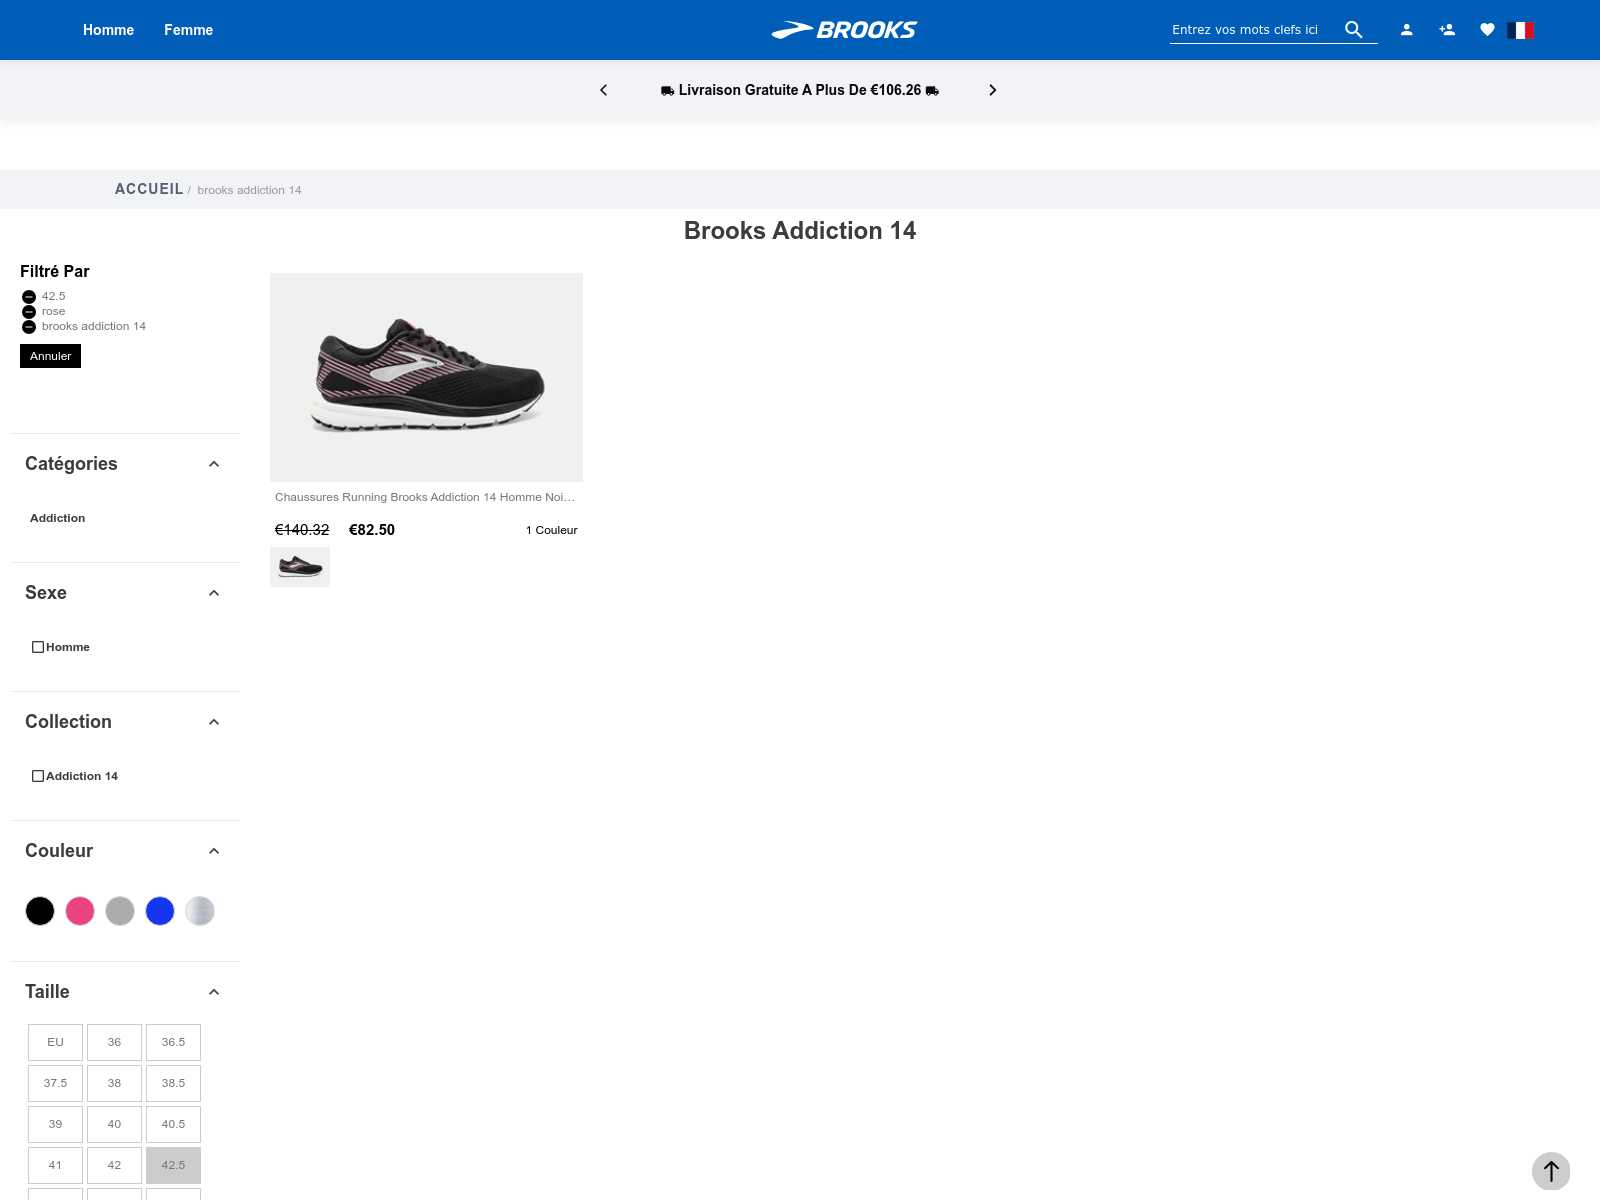 Homme
Femme
BROOKS
Entrez vos mots clefs ici
Livraison Gratuite A Plus De €106.26
ACCUEIL / brooks addiction 14
Brooks Addiction 14
Filtré Par
42.5
rose
brooks addiction 14
Annuler
Catégories
Addiction
Sexe
Homme
Collection
Addiction 14
Couleur
Taille
EU 36 36.5
37.5 38 38.5
39 40 40.5
41 42 42.5
Chaussures Running Brooks Addiction 14 Homme Noi...
€140.32 €82.50 1 Couleur